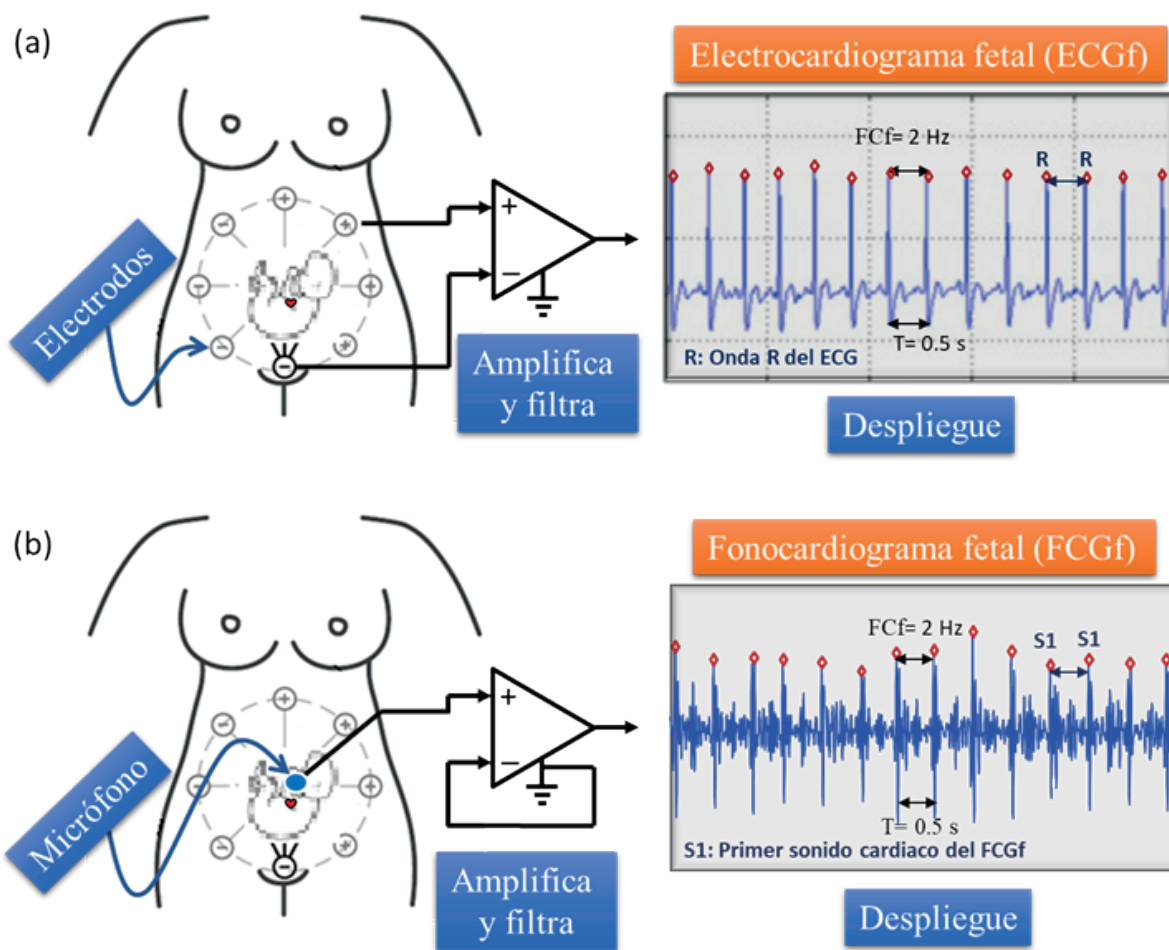 (a)
Electrodos
+
−
Amplifica
y filtra
Electrocardiograma fetal (ECGf)
FCf= 2 Hz
R R
T= 0.5 s
R: Onda R del ECG
Despliegue
(b)
Micrófono
+
−
Amplifica
y filtra
Fonocardiograma fetal (FCGf)
FCf= 2 Hz
S1 S1
T= 0.5 s
S1: Primer sonido cardiaco del FCGf
Despliegue